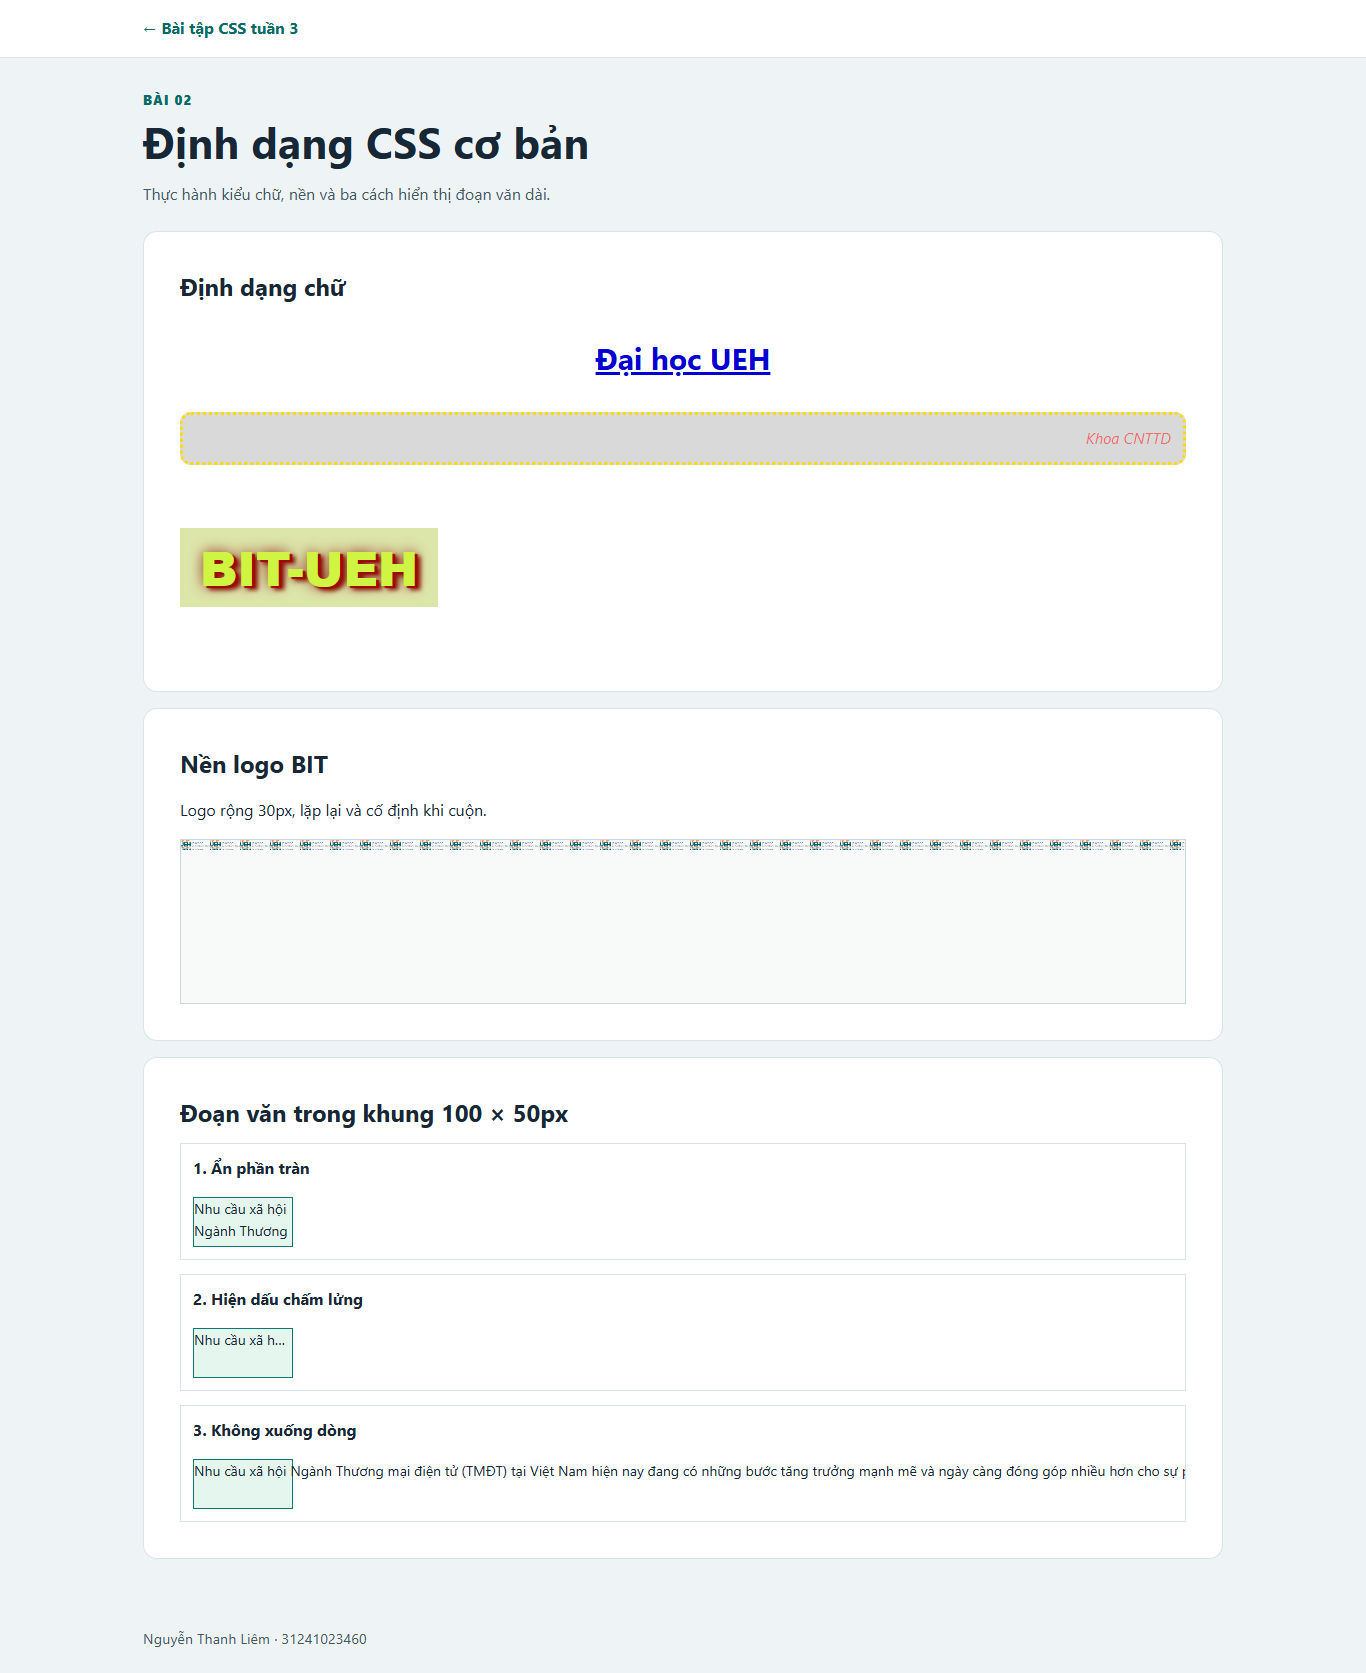 ← Bài tập CSS tuần 3
BÀI 02
Định dạng CSS cơ bản
Thực hành kiểu chữ, nền và ba cách hiển thị đoạn văn dài.
Định dạng chữ
Đại học UEH
Khoa CNTTD
BIT-UEH
Nền logo BIT
Logo rộng 30px, lặp lại và cố định khi cuộn.
Đoạn văn trong khung 100 × 50px
1. Ẩn phần tràn
Nhu cầu xã hội
Ngành Thương
2. Hiện dấu chấm lửng
Nhu cầu xã h...
3. Không xuống dòng
Nhu cầu xã hội Ngành Thương mại điện tử (TMĐT) tại Việt Nam hiện nay đang có những bước tăng trưởng mạnh mẽ và ngày càng đóng góp nhiều hơn cho sự
Nguyễn Thanh Liêm · 31241023460